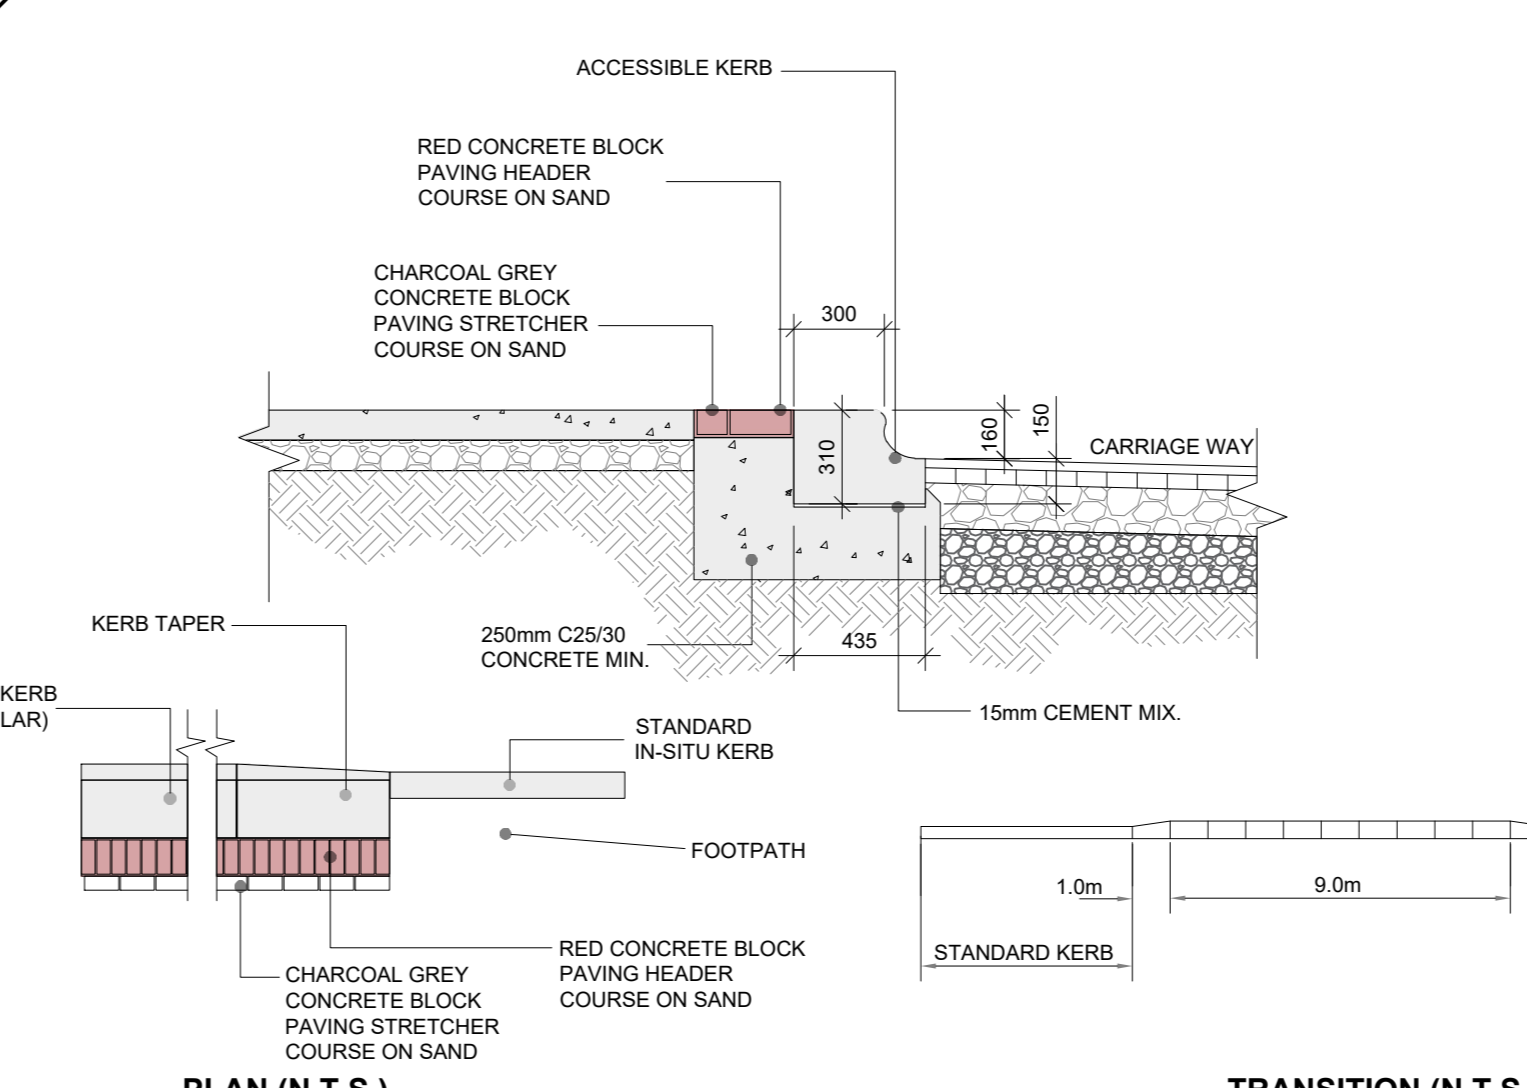 ACCESSIBLE KERB
RED CONCRETE BLOCK
PAVING HEADER
COURSE ON SAND
CHARCOAL GREY
CONCRETE BLOCK
PAVING STRETCHER
COURSE ON SAND
300
310
160
150
CARRIAGE WAY
KERB TAPER
250mm C25/30
CONCRETE MIN.
435
15mm CEMENT MIX.
KERB
LAR)
STANDARD
IN-SITU KERB
FOOTPATH
1.0m
9.0m
STANDARD KERB
RED CONCRETE BLOCK
PAVING HEADER
COURSE ON SAND
CHARCOAL GREY
CONCRETE BLOCK
PAVING STRETCHER
COURSE ON SAND
PLAN (N.T.S.)
TRANSITION (N.T.S